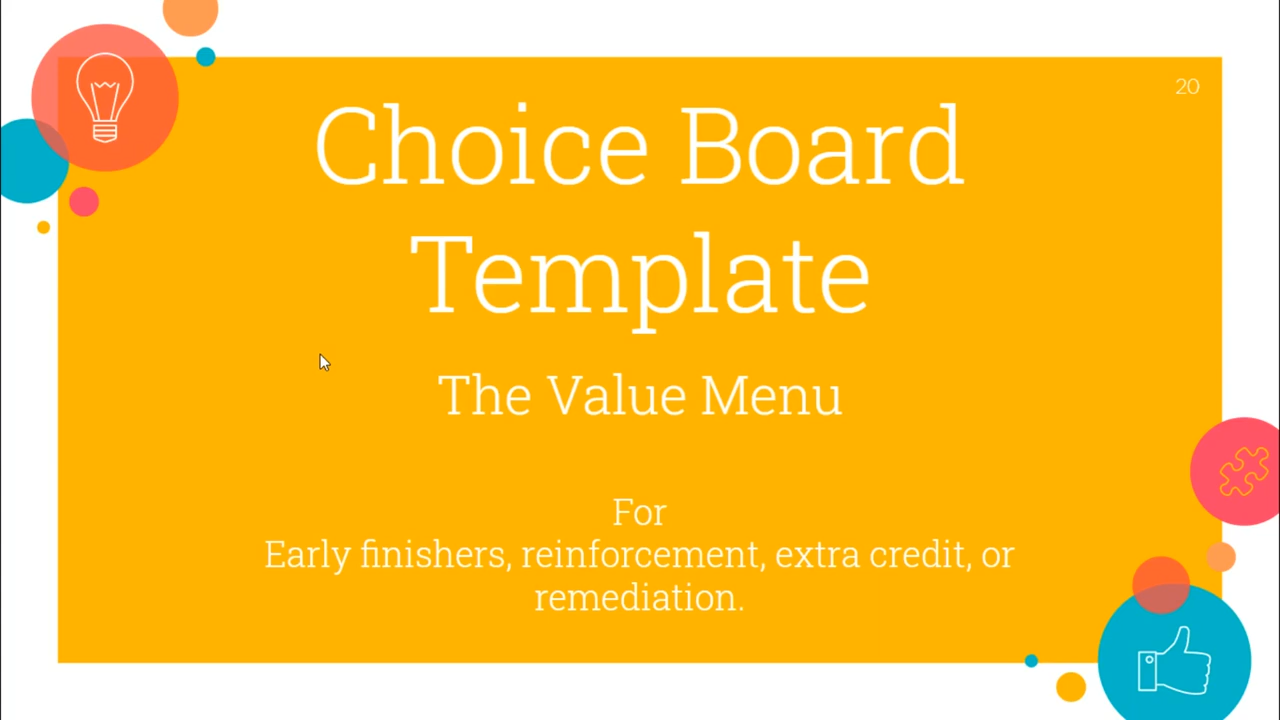 20
Choice Board
Template
The Value Menu
For
Early finishers, reinforcement, extra credit, or
remediation.